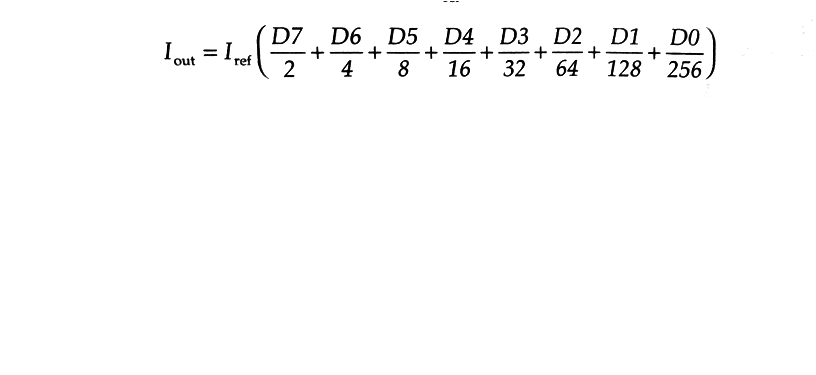 I_out = I_ref (D7/2 + D6/4 + D5/8 + D4/16 + D3/32 + D2/64 + D1/128 + D0/256)